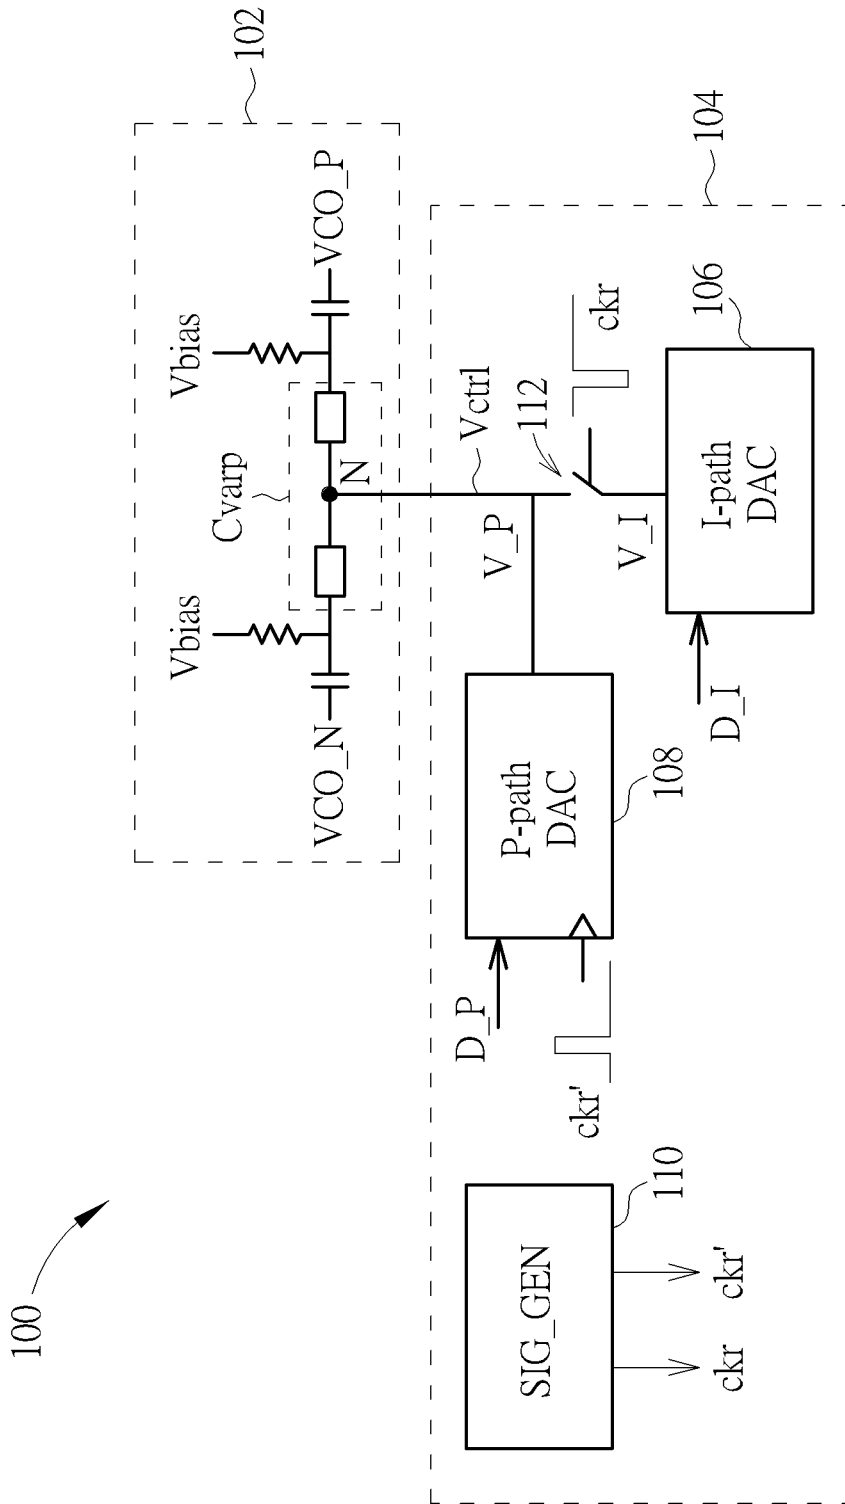 100
102
Vbias
Vbias
Cvarp
VCO_N
N
VCO_P
104
Vctrl
D_P
P-path
DAC
V_P
112
ckr'
108
ckr
SIG_GEN
V_I
110
D_I
I-path
DAC
106
ckr
ckr'